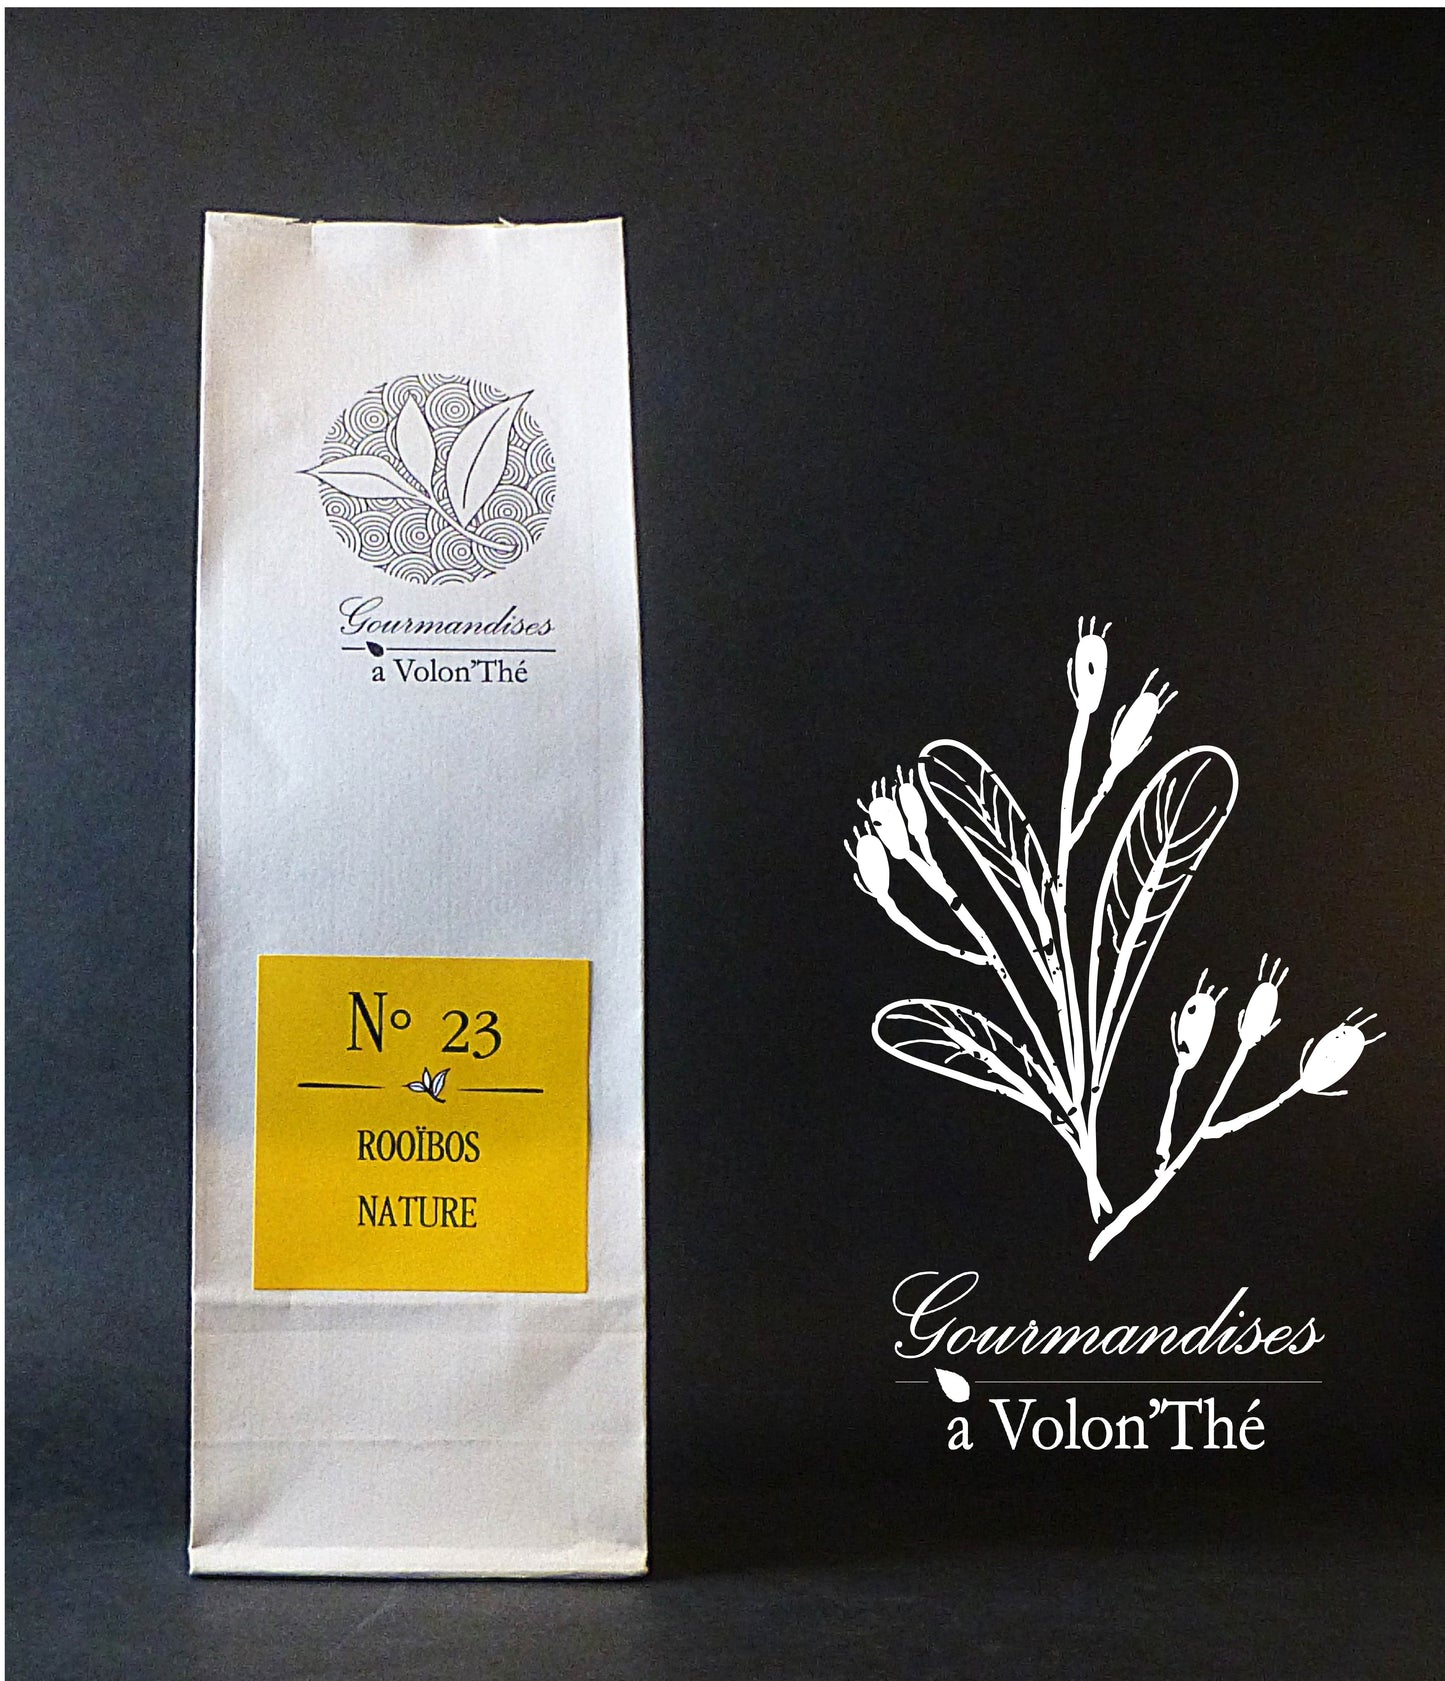 Gourmandises
a Volon'Thé
N° 23
ROOÏBOS
NATURE
Gourmandises
a Volon'Thé